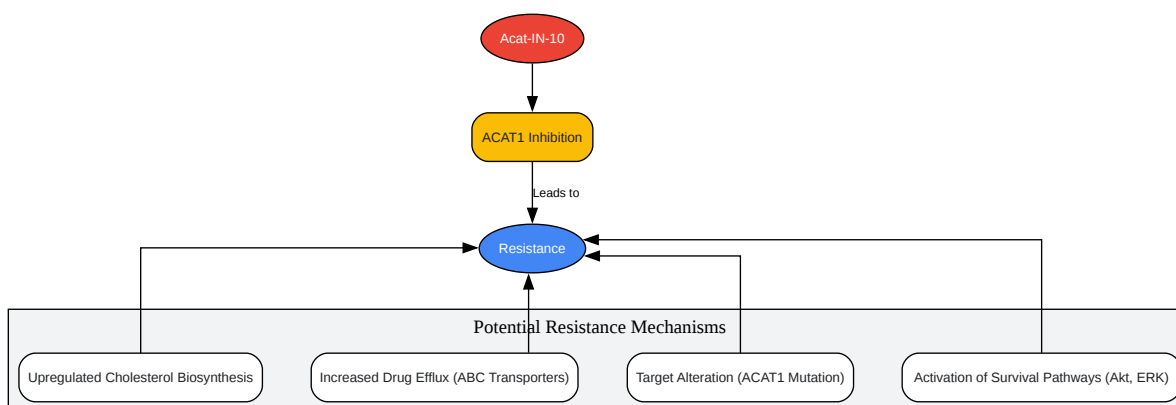 Acat-IN-10
ACAT1 Inhibition
Leads to
Resistance
Potential Resistance Mechanisms
Upregulated Cholesterol Biosynthesis
Increased Drug Efflux (ABC Transporters)
Target Alteration (ACAT1 Mutation)
Activation of Survival Pathways (Akt, ERK)